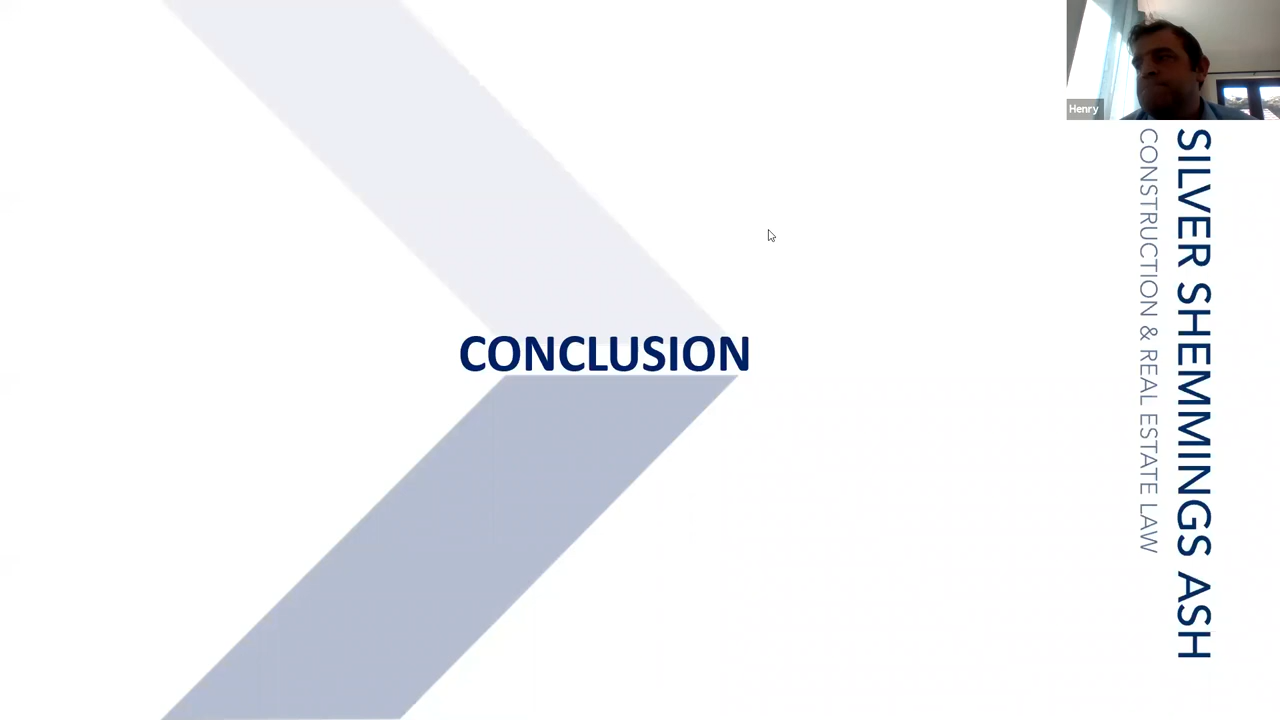 Henry
CONCLUSION
SILVER SHEMMINGS ASH
CONSTRUCTION & REAL ESTATE LAW